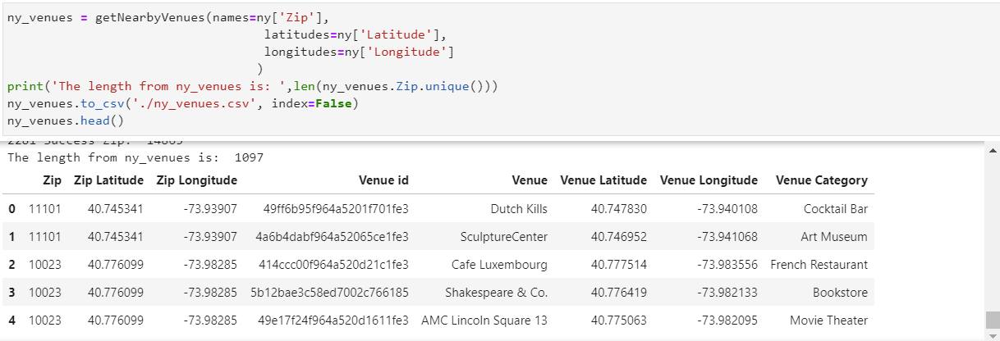 ny_venues = getNearbyVenues(names=ny['Zip'],
latitudes=ny['Latitude'],
longitudes=ny['Longitude']
)
print('The length from ny_venues is: ',len(ny_venues.Zip.unique()))
ny_venues.to_csv('./ny_venues.csv', index=False)
ny_venues.head()
Success Zip:
The length from ny_venues is:  1097
Zip Zip Latitude Zip Longitude Venue id Venue Venue Latitude Venue Longitude Venue Category
0 11101 40.745341 -73.93907 49ff6b95f964a5201f701fe3 Dutch Kills 40.747830 -73.940108 Cocktail Bar
1 11101 40.745341 -73.93907 4a6b4dabf964a52065ce1fe3 SculptureCenter 40.746952 -73.941068 Art Museum
2 10023 40.776099 -73.98285 414ccc00f964a520d21c1fe3 Cafe Luxembourg 40.777514 -73.983556 French Restaurant
3 10023 40.776099 -73.98285 5b12bae3c58ed7002c766185 Shakespeare & Co. 40.776419 -73.982133 Bookstore
4 10023 40.776099 -73.98285 49e17f24f964a520d1611fe3 AMC Lincoln Square 13 40.775063 -73.982095 Movie Theater